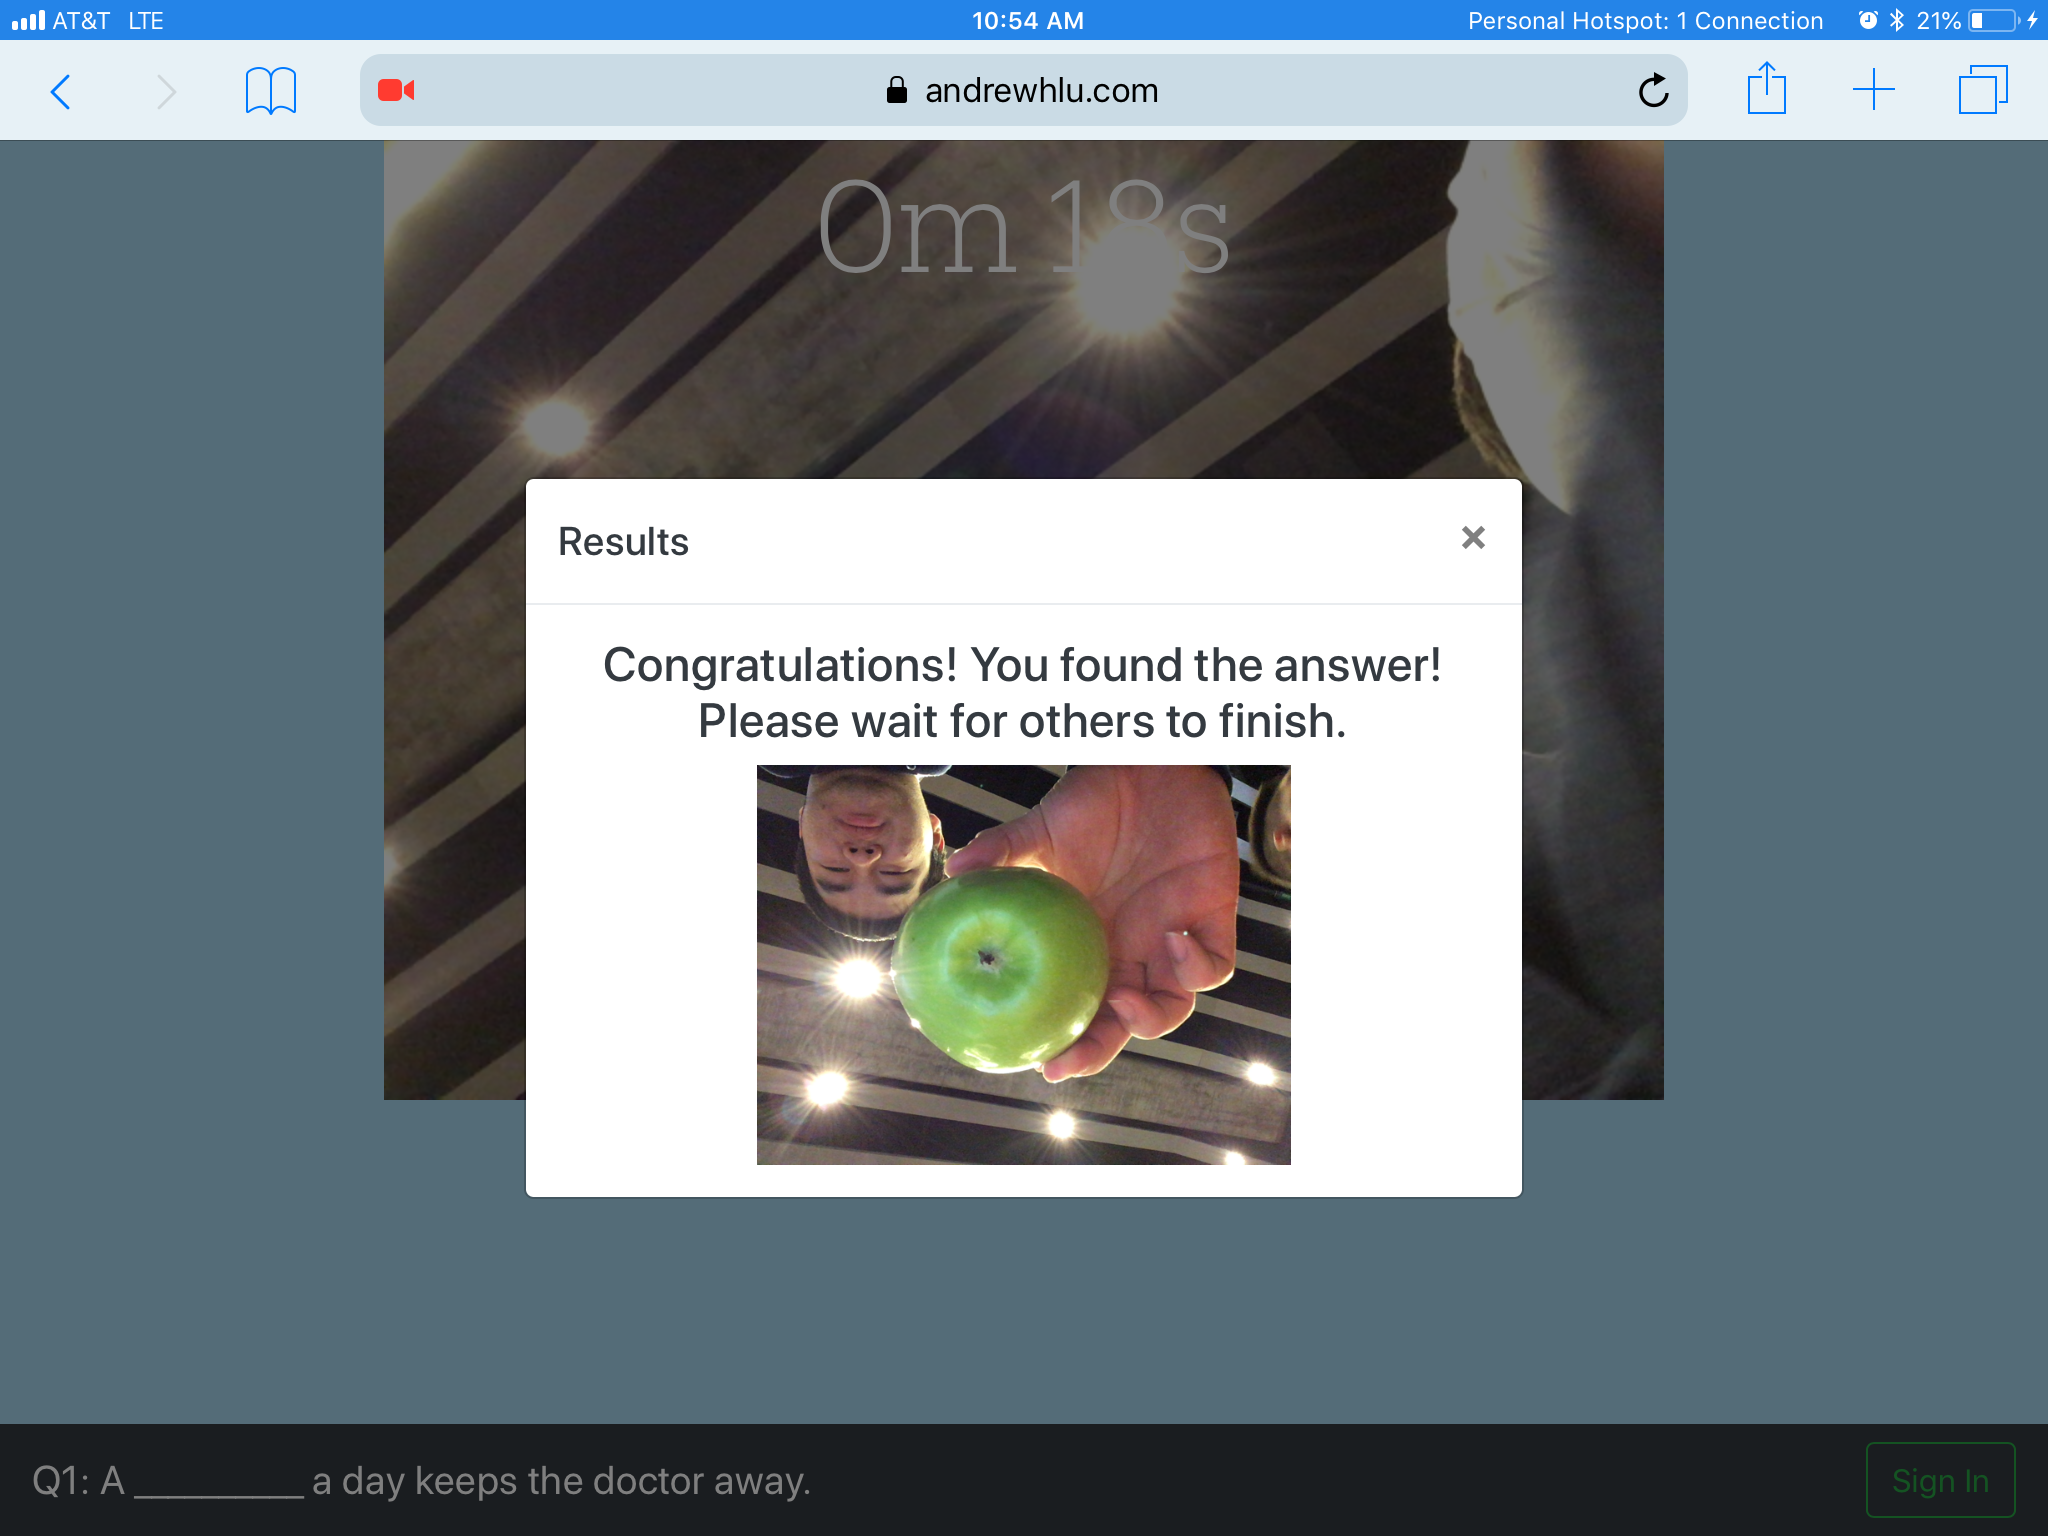 AT&T LTE 10:54 AM Personal Hotspot: 1 Connection 21%
andrewhlu.com
0m 18s
Results ×
Congratulations! You found the answer!
Please wait for others to finish.
Q1: A __________ a day keeps the doctor away. Sign In